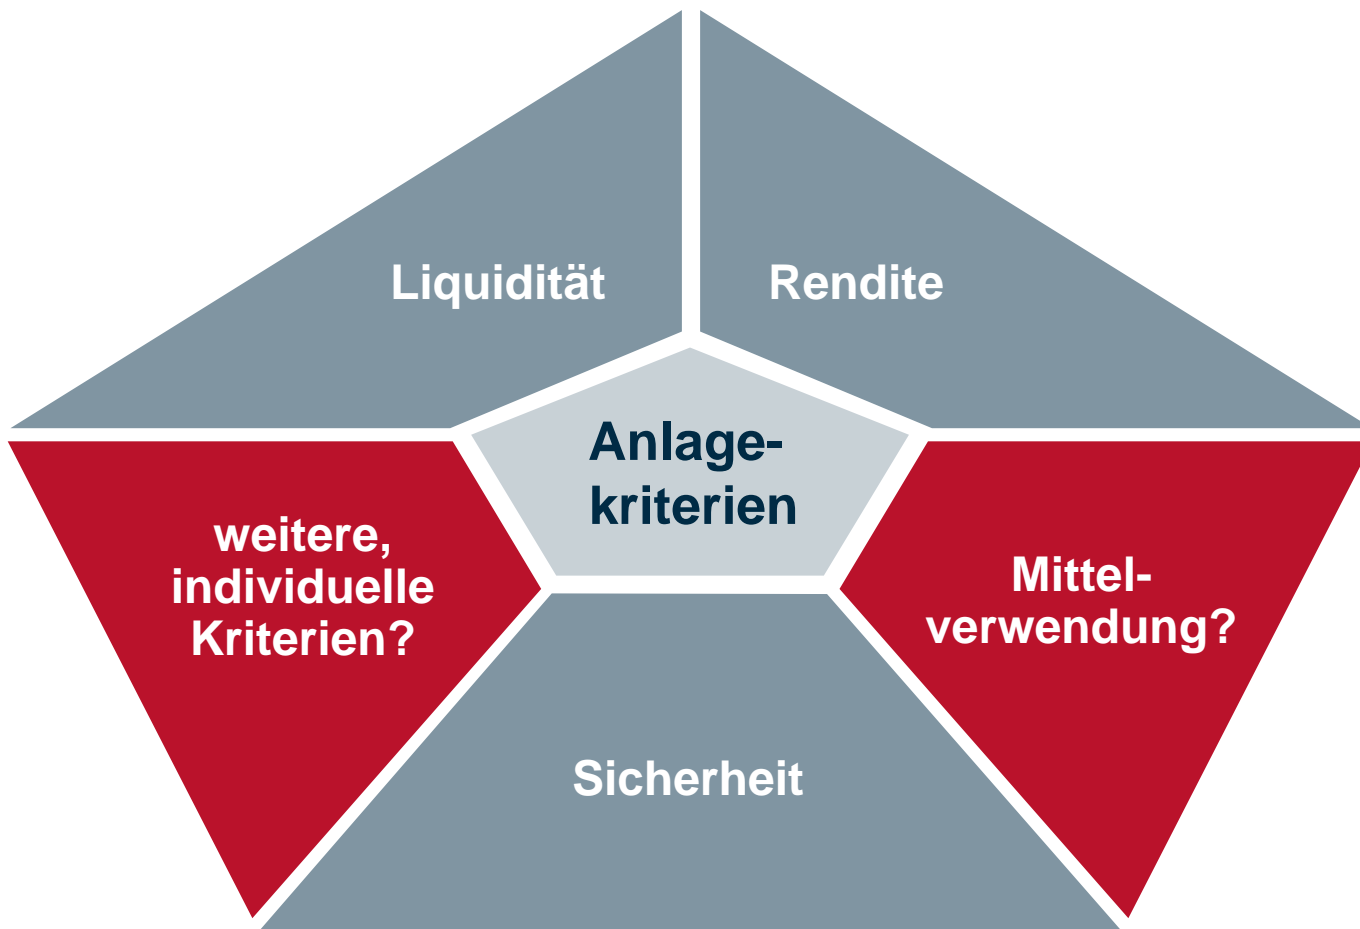 Liquidität
Rendite
Anlage-
kriterien
weitere,
individuelle
Kriterien?
Mittel-
verwendung?
Sicherheit